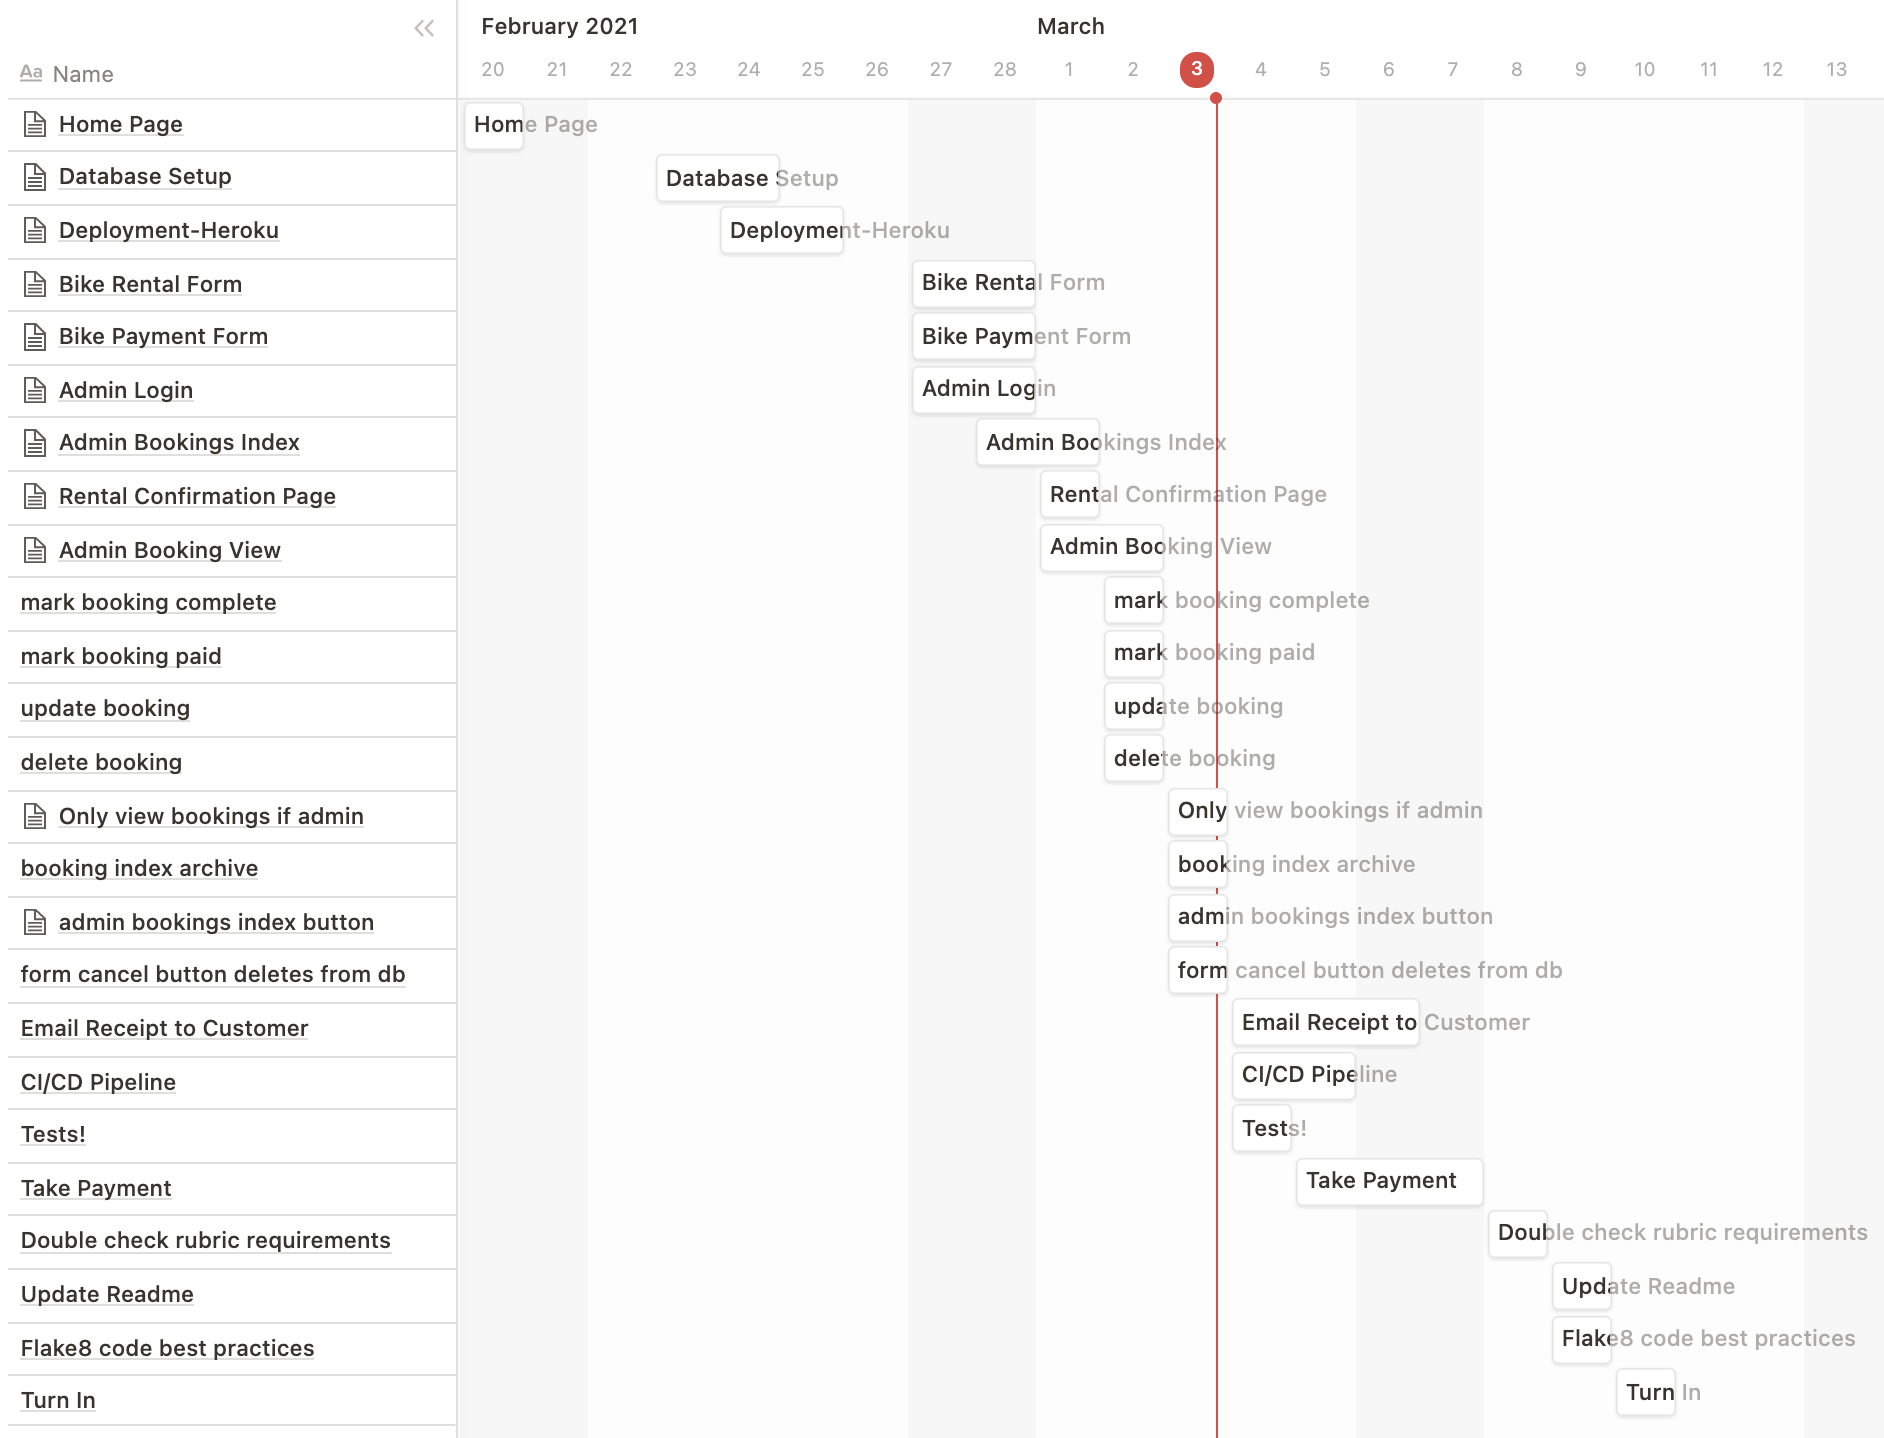 February 2021 March
Aa Name 20 21 22 23 24 25 26 27 28 1 2 3 4 5 6 7 8 9 10 11 12 13
Home Page Home Page
Database Setup Database Setup
Deployment-Heroku Deployment-Heroku
Bike Rental Form Bike Rental Form
Bike Payment Form Bike Payment Form
Admin Login Admin Login
Admin Bookings Index Admin Bookings Index
Rental Confirmation Page Rental Confirmation Page
Admin Booking View Admin Booking View
mark booking complete mark booking complete
mark booking paid mark booking paid
update booking update booking
delete booking delete booking
Only view bookings if admin Only view bookings if admin
booking index archive booking index archive
admin bookings index button admin bookings index button
form cancel button deletes from db form cancel button deletes from db
Email Receipt to Customer Email Receipt to Customer
CI/CD Pipeline CI/CD Pipeline
Tests! Tests!
Take Payment Take Payment
Double check rubric requirements Double check rubric requirements
Update Readme Update Readme
Flake8 code best practices Flake8 code best practices
Turn In Turn In